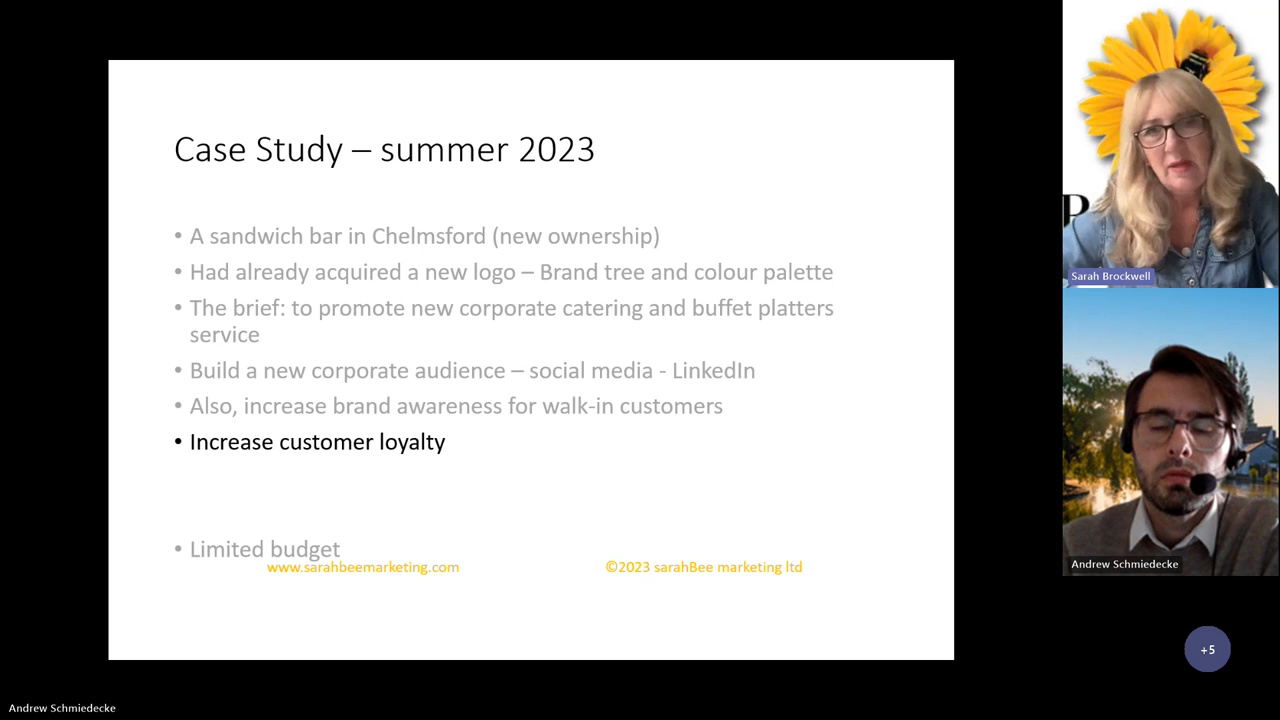 Case Study – summer 2023
• A sandwich bar in Chelmsford (new ownership)
• Had already acquired a new logo – Brand tree and colour palette
• The brief: to promote new corporate catering and buffet platters
service
• Build a new corporate audience – social media - LinkedIn
• Also, increase brand awareness for walk-in customers
• Increase customer loyalty
• Limited budget
www.sarahbeemarketing.com
©2023 sarahBee marketing ltd
P
Sarah Brockwell
Andrew Schmiedecke
+5
Andrew Schmiedecke